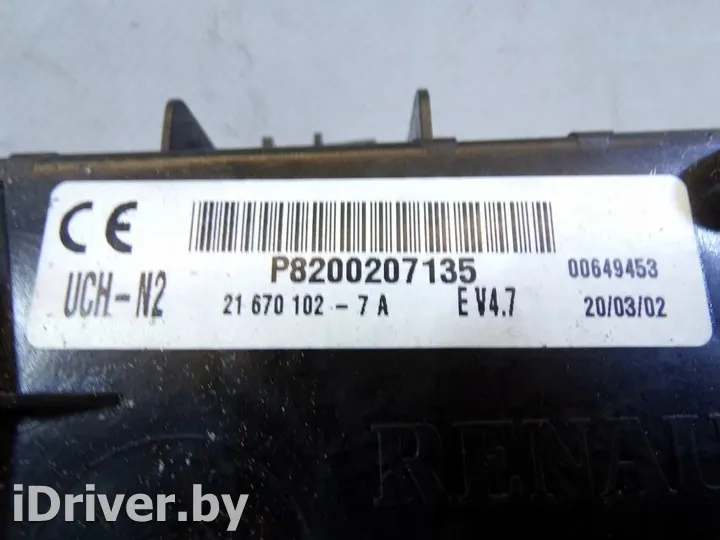 CE
P8200207135
00649453
UCH-N2
21 670 102 - 7 A
E V4.7
20/03/02
RENAU
iDriver.by